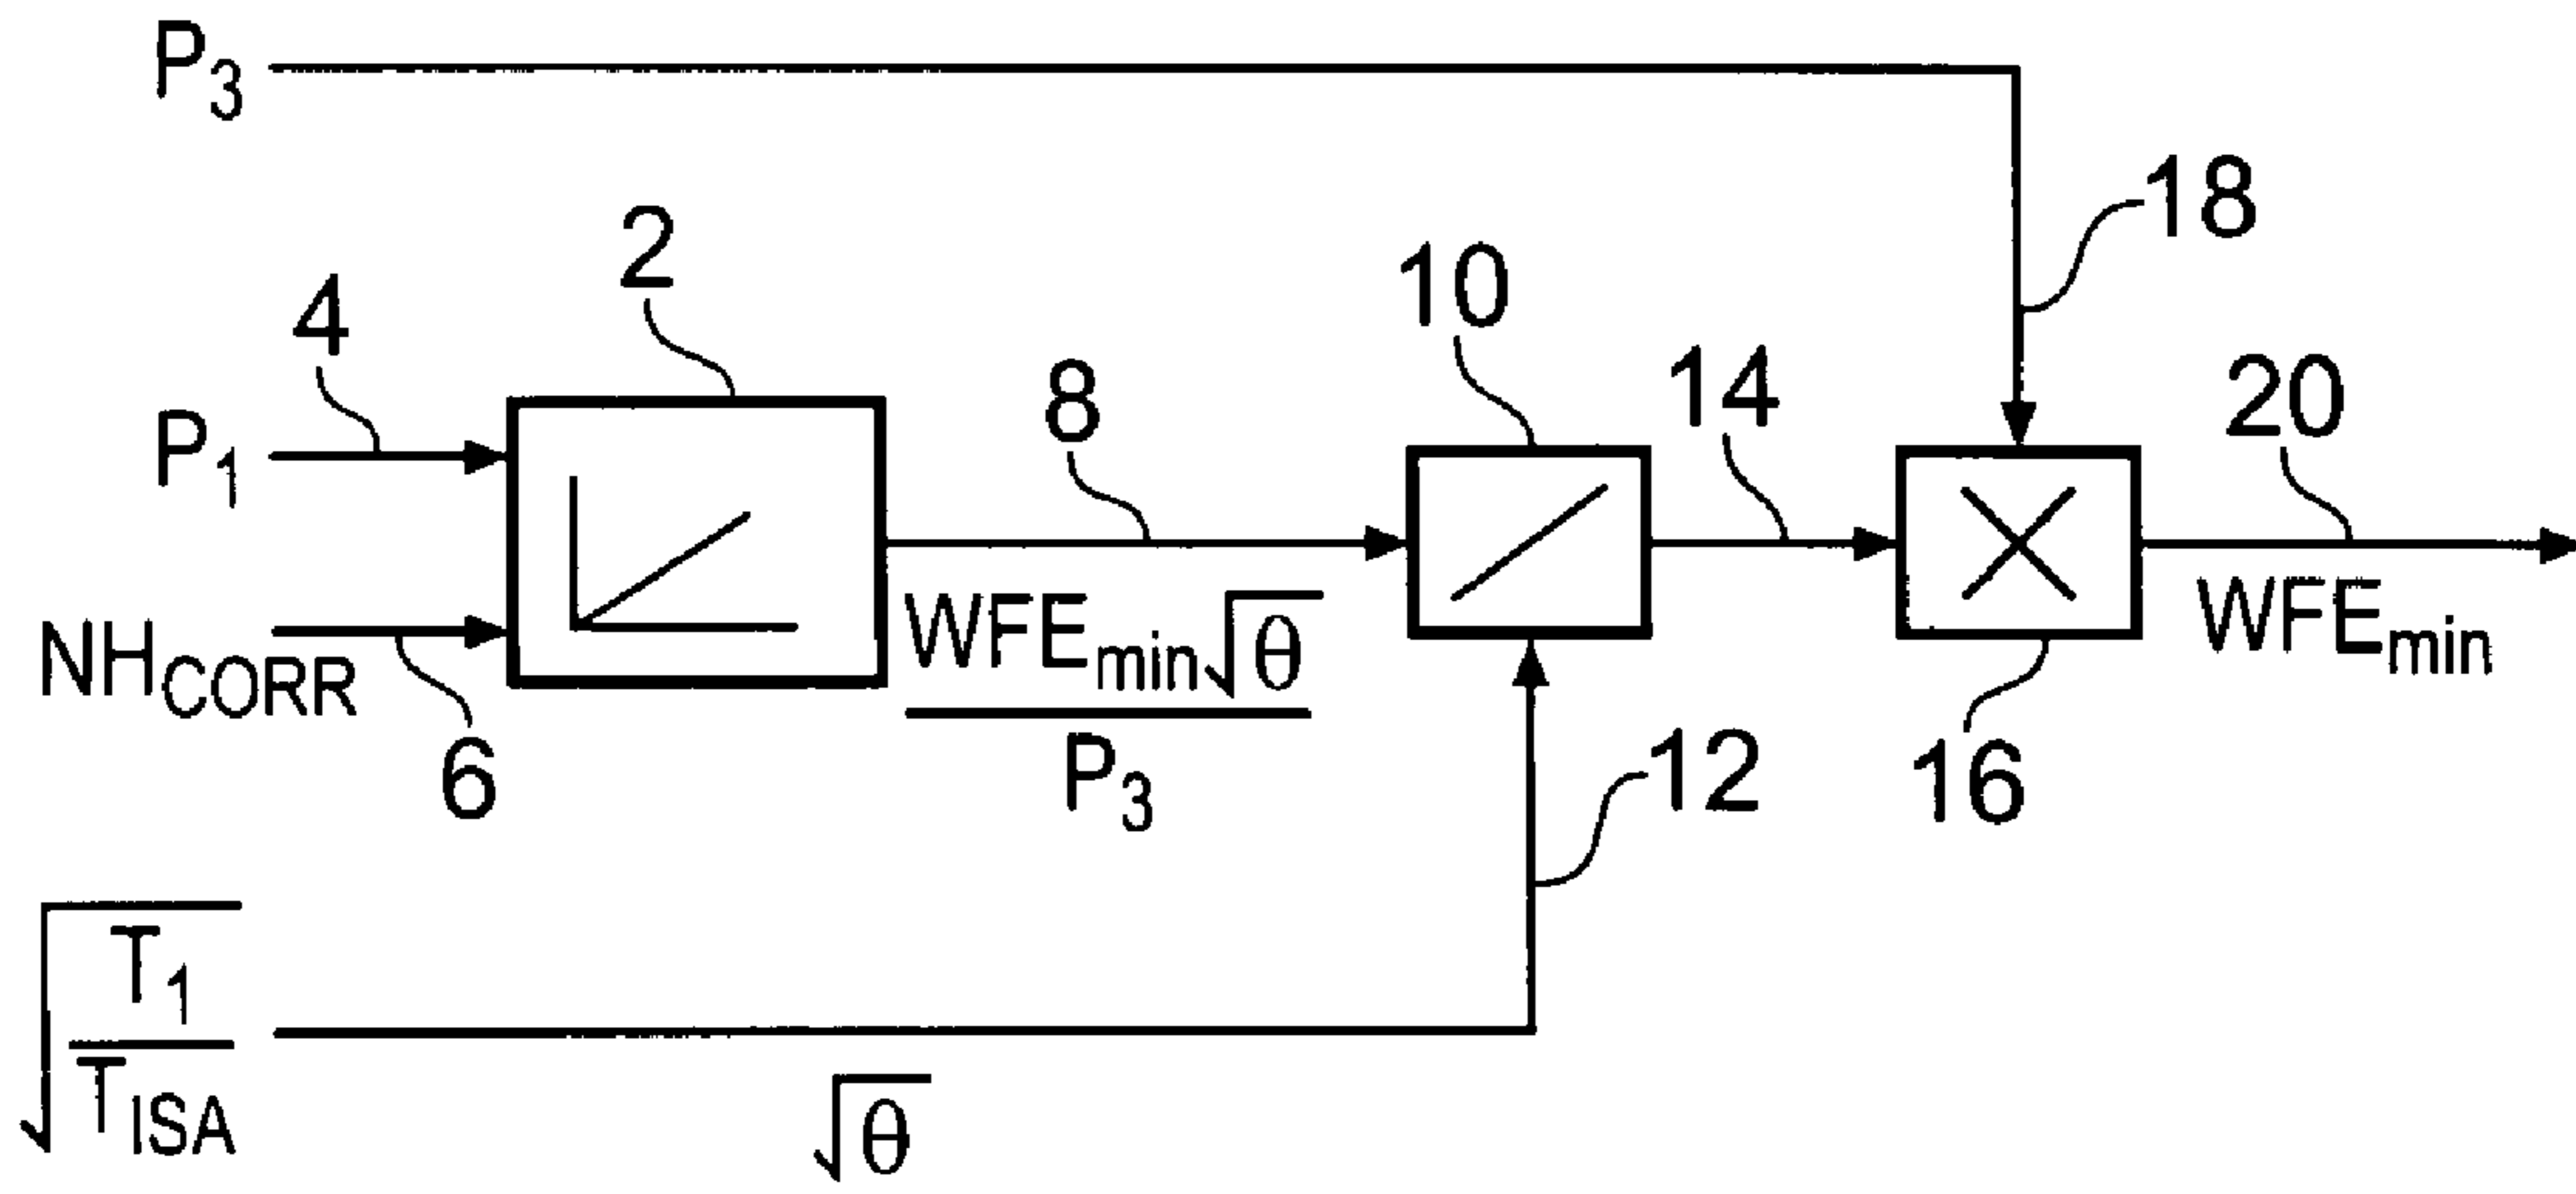 P3
18
2
10
4
8
14
20
P1
NHCORR
6
WFEmin√θ
P3
WFEmin
12
16
√T1
TISA
√θ